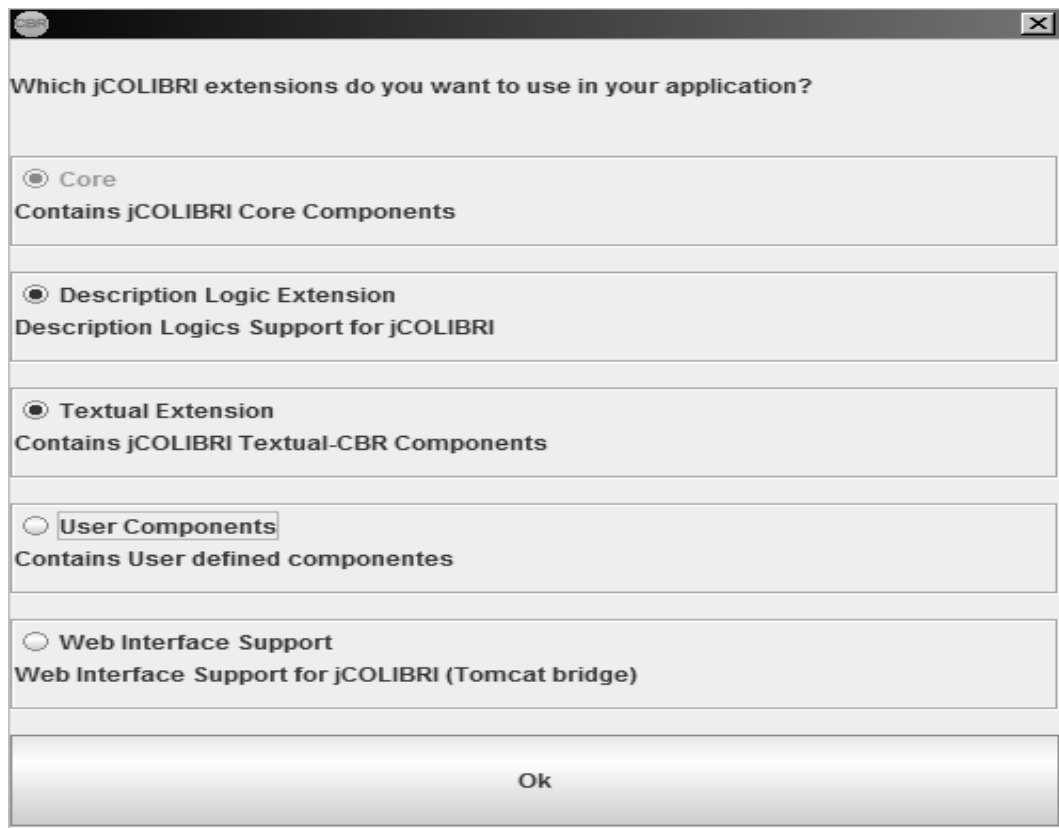 CBR
Which jCOLIBRI extensions do you want to use in your application?
Core
Contains jCOLIBRI Core Components
Description Logic Extension
Description Logics Support for jCOLIBRI
Textual Extension
Contains jCOLIBRI Textual-CBR Components
User Components
Contains User defined componentes
Web Interface Support
Web Interface Support for jCOLIBRI (Tomcat bridge)
Ok